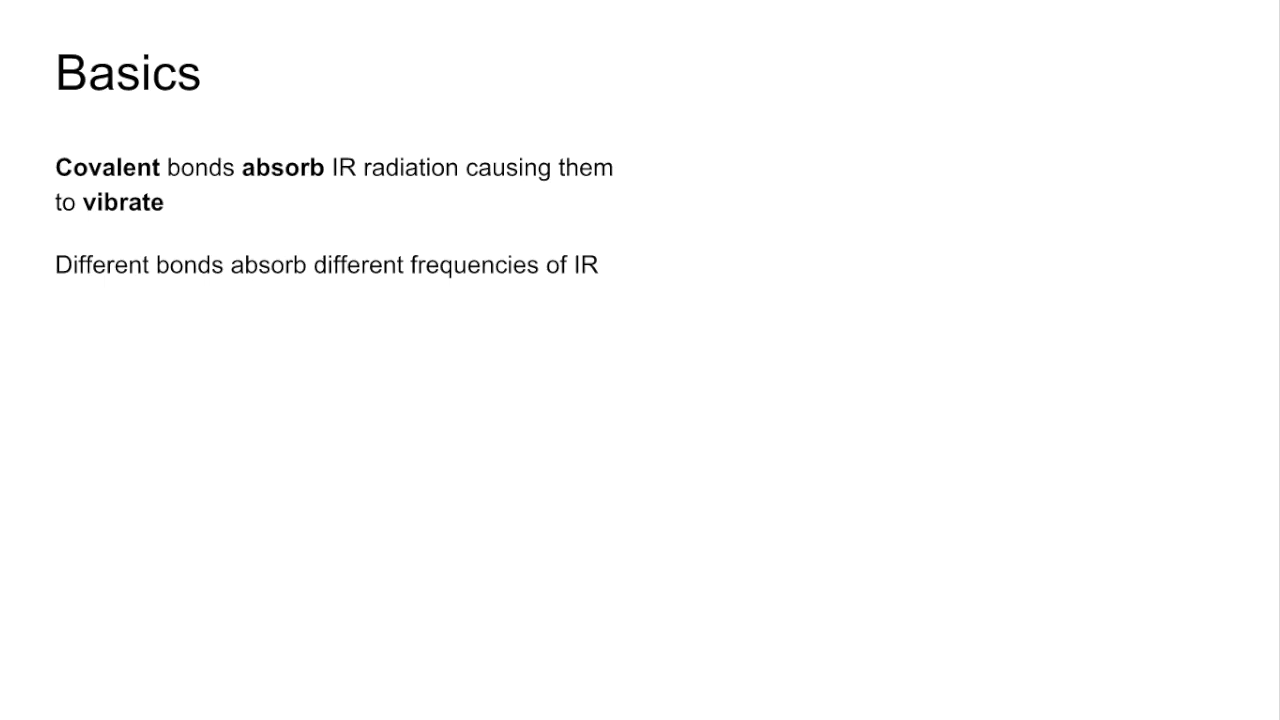 Basics
Covalent bonds absorb IR radiation causing them
to vibrate
Different bonds absorb different frequencies of IR